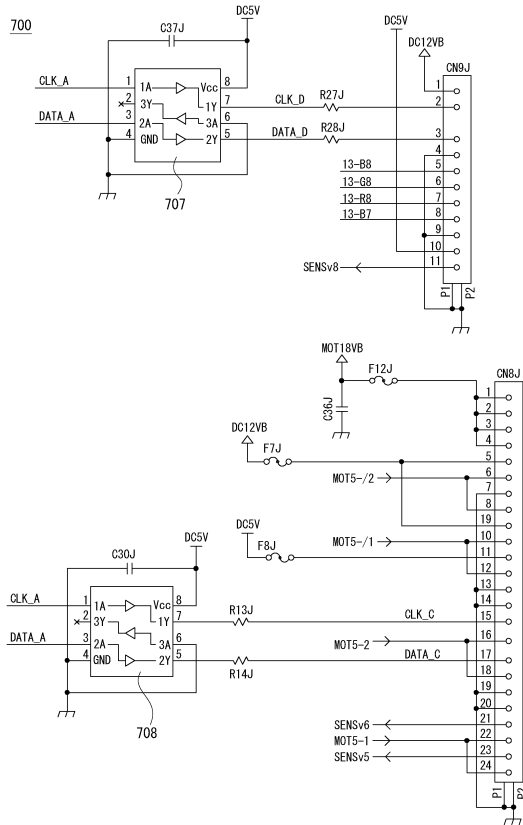 700
C37J
DC5V
DC5V
DC12VB
CN9J
CLK_A
1 1A Vcc 8
2 3Y 1Y 7
CLK_D
R27J
DATA_A
3 2A 3A 6
4 GND 2Y 5
DATA_D
R28J
707
1
2
3
4
13-B8 5
13-G8 6
13-R8 7
13-B7 8
9
10
SENSv8 11
P1 P2
MOT18VB
F12J
C36J
CN8J
1
2
3
4
DC12VB
F7J
5
MOT5-/2 6
7
8
19
DC5V
F8J
MOT5-/1 10
11
12
13
14
C30J
DC5V
CLK_A
1 1A Vcc 8
2 3Y 1Y 7
R13J
CLK_C 15
DATA_A
3 2A 3A 6
4 GND 2Y 5
R14J
MOT5-2 16
DATA_C 17
18
19
20
708
SENSv6 21
MOT5-1 22
SENSv5 23
24
P1 P2